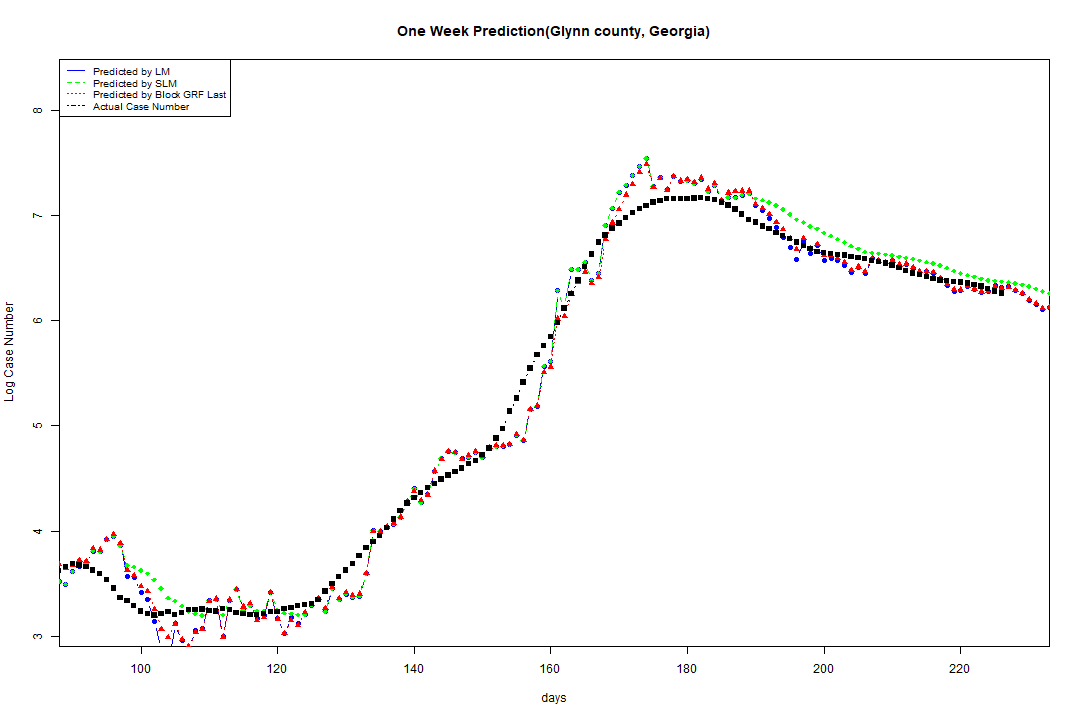 One Week Prediction(Glynn county, Georgia)
Predicted by LM
Predicted by SLM
Predicted by Block GRF Last
Actual Case Number
Log Case Number
8
7
6
5
4
3
100 120 140 160 180 200 220
days